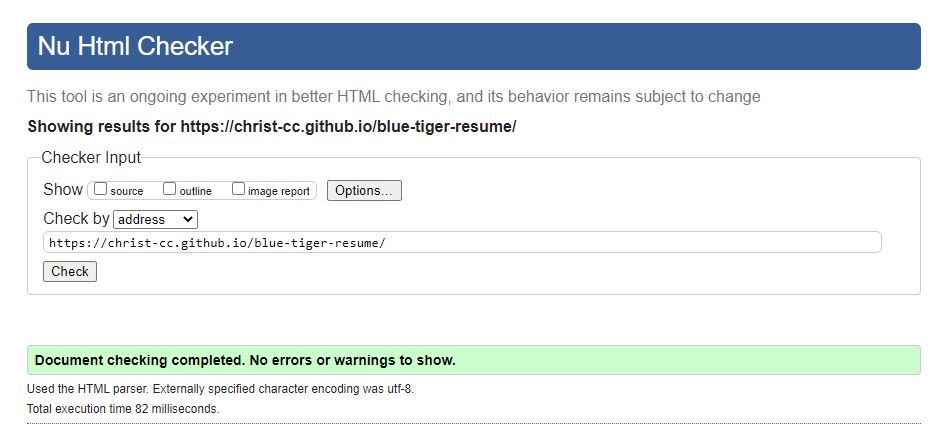 Nu Html Checker
This tool is an ongoing experiment in better HTML checking, and its behavior remains subject to change
Showing results for https://christ-cc.github.io/blue-tiger-resume/
Checker Input
Show source outline image report Options...
Check by address
https://christ-cc.github.io/blue-tiger-resume/
Check
Document checking completed. No errors or warnings to show.
Used the HTML parser. Externally specified character encoding was utf-8.
Total execution time 82 milliseconds.